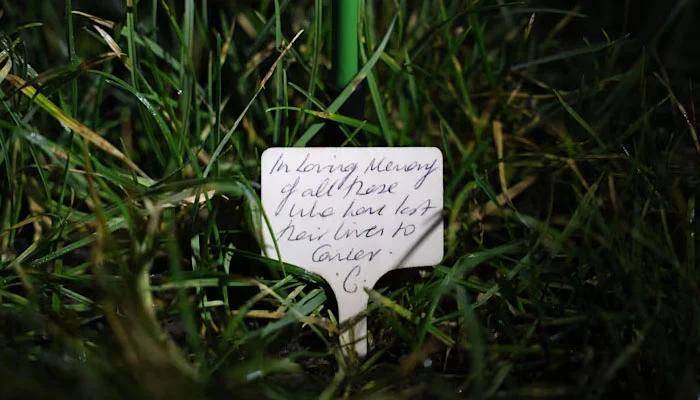 In Loving Memory
of all those
who have lost
their lives to
Cancer.
C.